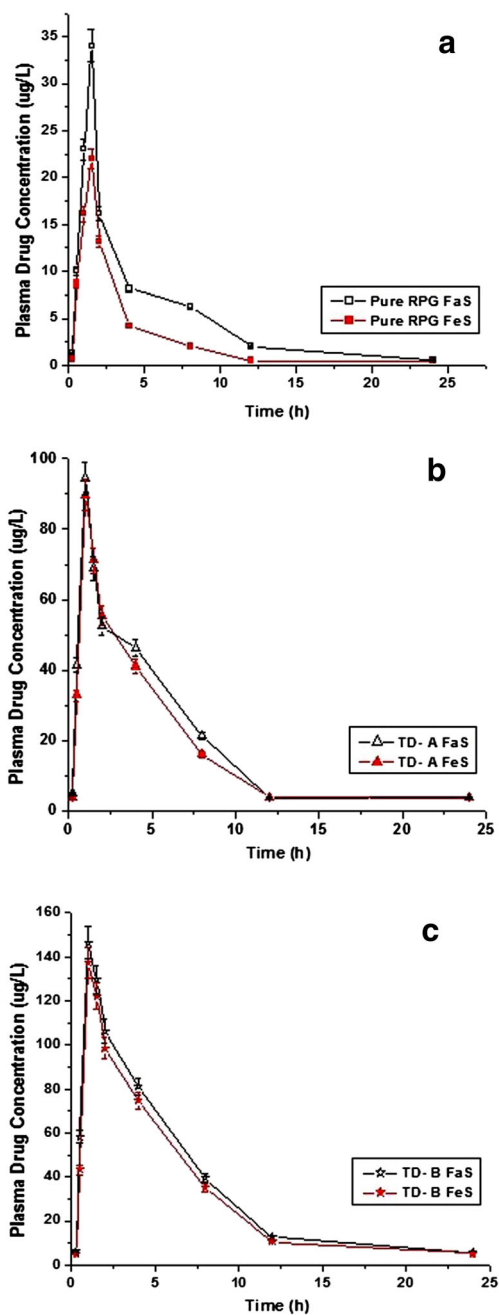 a
Plasma Drug Concentration (ug/L)
35
30
25
20
15
10
5
0
Pure RPG FaS
Pure RPG FeS
0 5 10 15 20 25
Time (h)
b
Plasma Drug Concentration (ug/L)
100
80
60
40
20
0
TD- A FaS
TD- A FeS
0 5 10 15 20 25
Time (h)
c
Plasma Drug Concentration (ug/L)
160
140
120
100
80
60
40
20
0
TD- B FaS
TD- B FeS
0 5 10 15 20 25
Time (h)